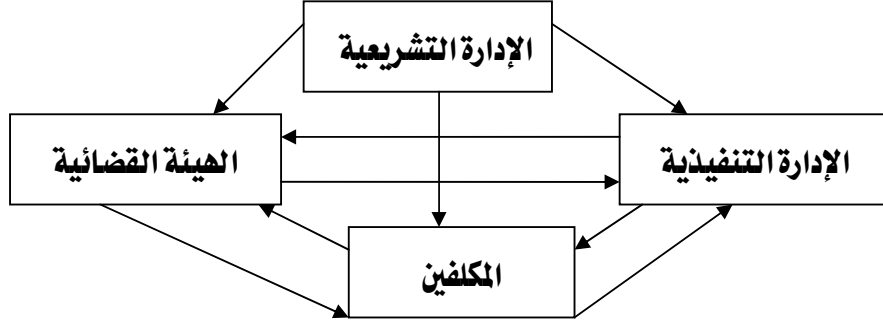 الإدارة التشريعية
الإدارة التنفيذية
الهيئة القضائية
المكلفين